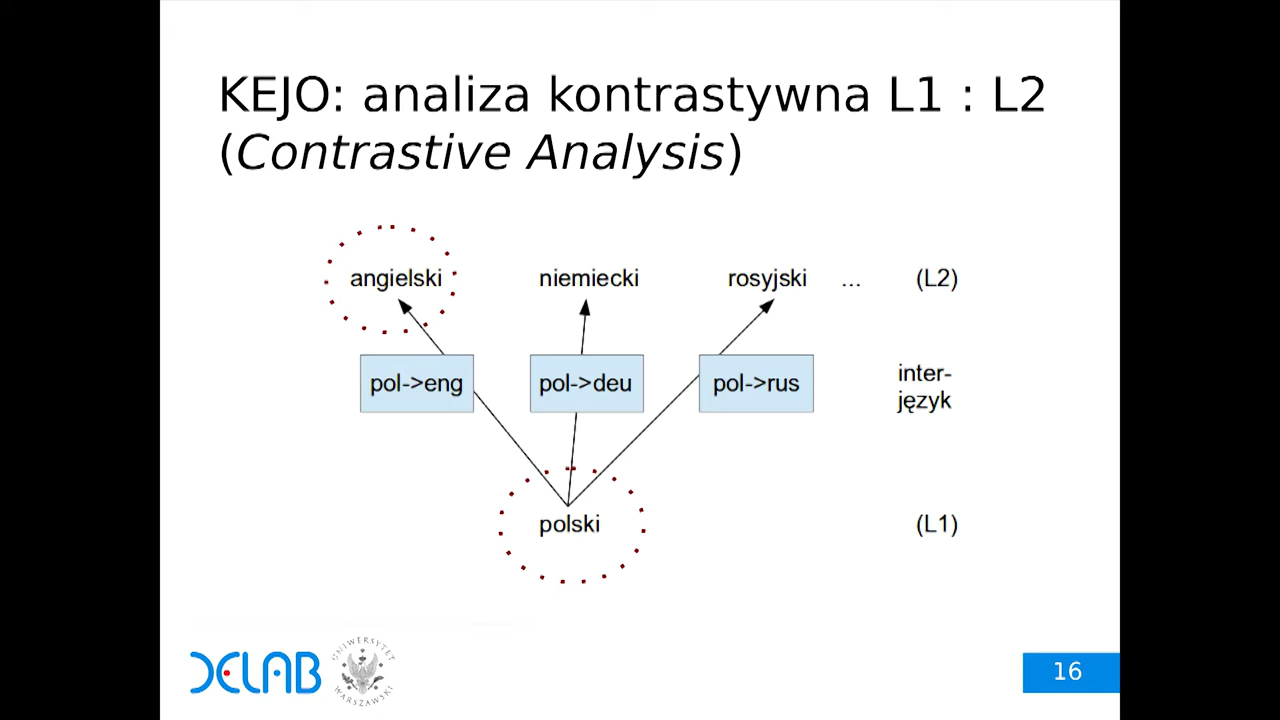 KEJO: analiza kontrastywna L1 : L2
(Contrastive Analysis)
angielski niemiecki rosyjski ... (L2)
pol->eng pol->deu pol->rus inter-
język
polski (L1)
DELAB UNIWERSYTET WARSZAWSKI
16